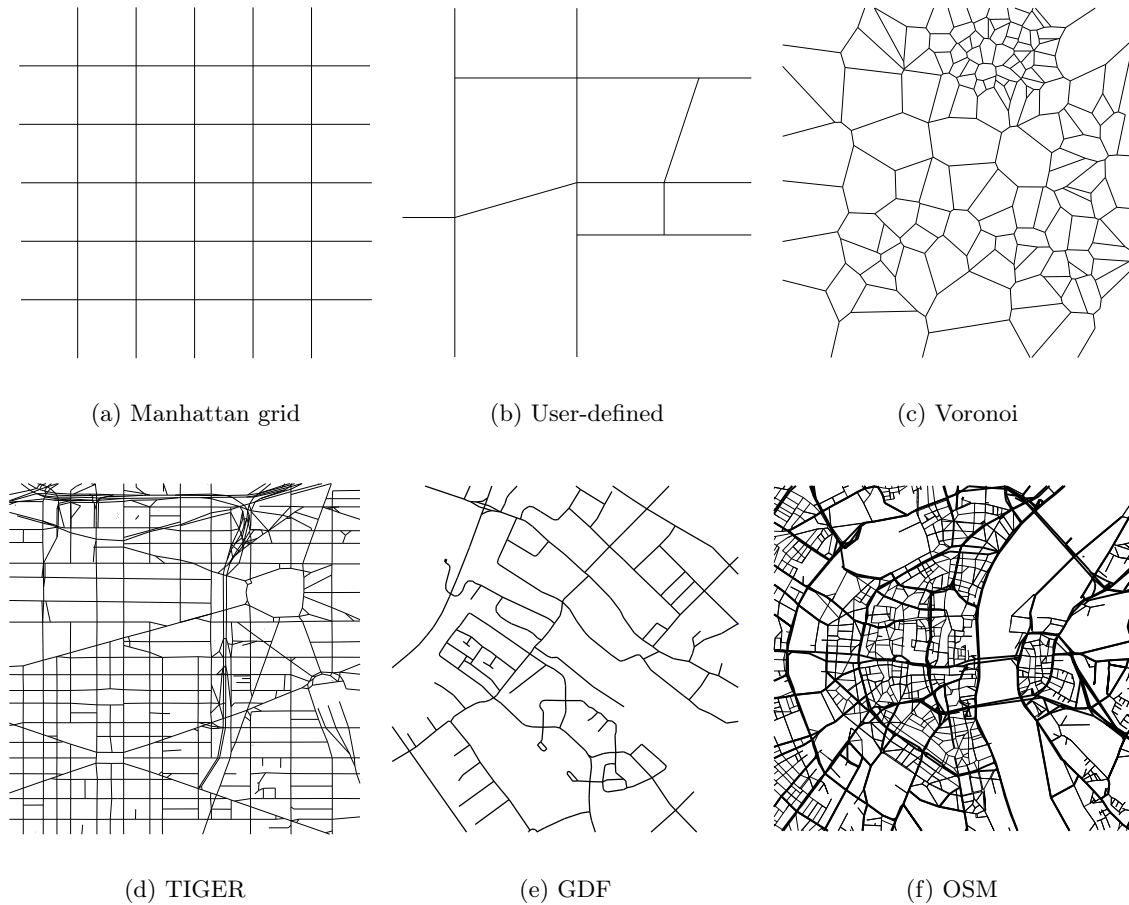 (a) Manhattan grid
(b) User-defined
(c) Voronoi
(d) TIGER
(e) GDF
(f) OSM